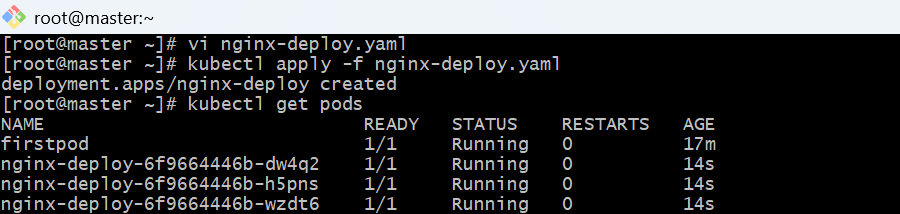 root@master:~
[root@master ~]# vi nginx-deploy.yaml
[root@master ~]# kubectl apply -f nginx-deploy.yaml
deployment.apps/nginx-deploy created
[root@master ~]# kubectl get pods
NAME READY STATUS RESTARTS AGE
firstpod 1/1 Running 0 17m
nginx-deploy-6f9664446b-dw4q2 1/1 Running 0 14s
nginx-deploy-6f9664446b-h5pns 1/1 Running 0 14s
nginx-deploy-6f9664446b-wzdt6 1/1 Running 0 14s